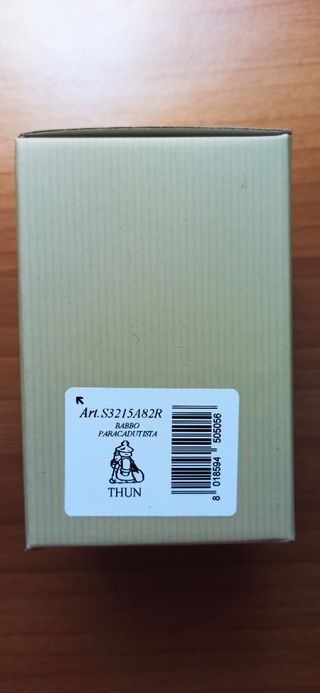 Art.S3215A82R
BABBO
PARACADUTISTA
THUN
8 018594 505056